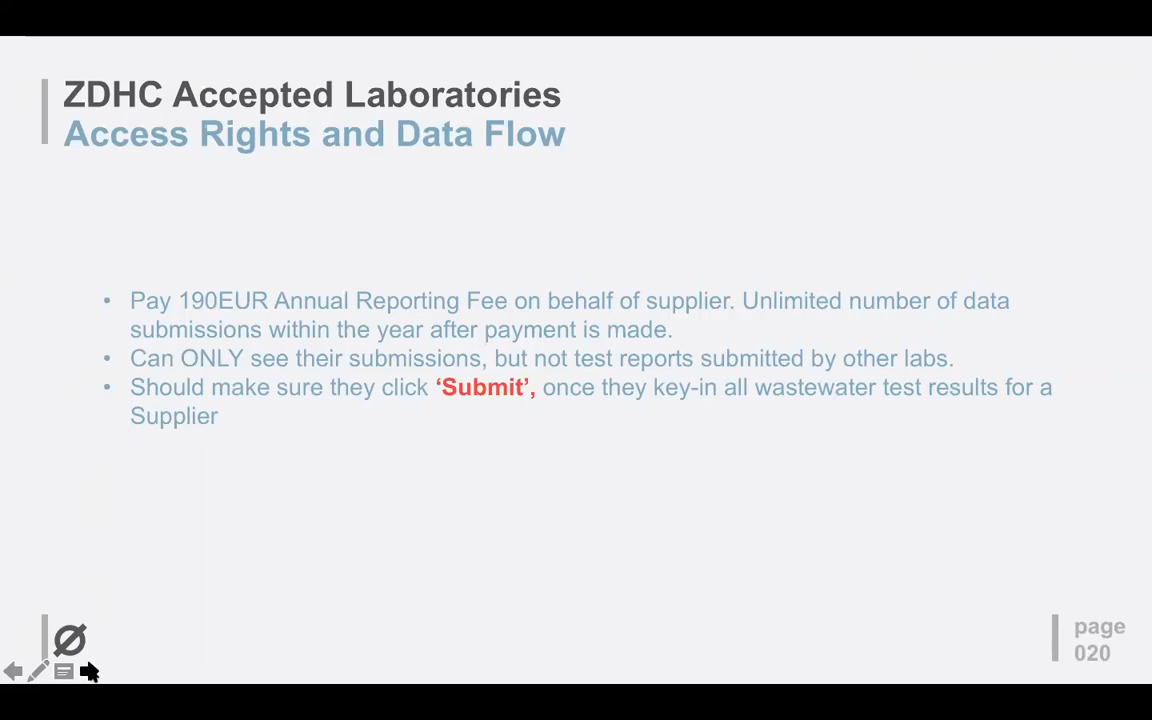 ZDHC Accepted Laboratories
Access Rights and Data Flow
• Pay 190EUR Annual Reporting Fee on behalf of supplier. Unlimited number of data
submissions within the year after payment is made.
• Can ONLY see their submissions, but not test reports submitted by other labs.
• Should make sure they click ‘Submit’, once they key-in all wastewater test results for a
Supplier
page
020